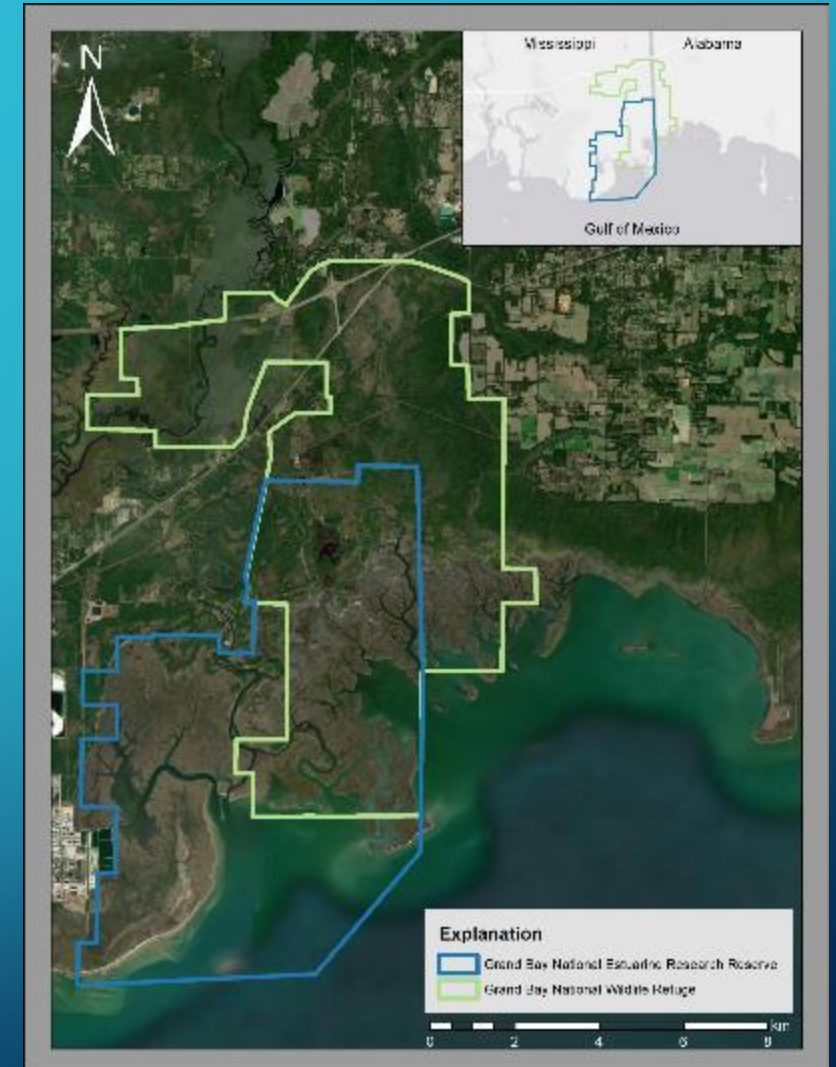 N
Mississippi Alabama
Gulf of Mexico
Explanation
Grand Bay National Estuarine Research Reserve
Grand Bay National Wildlife Refuge
km
0 2 4 6 8